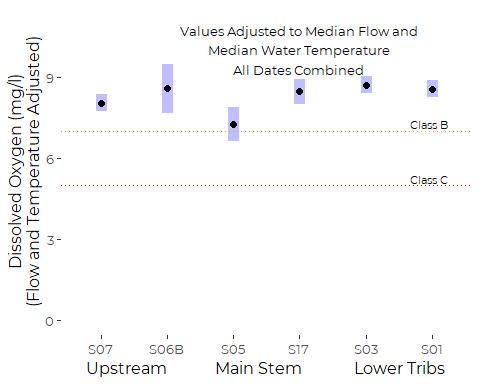 Values Adjusted to Median Flow and
Median Water Temperature
All Dates Combined
Dissolved Oxygen (mg/l)
(Flow and Temperature Adjusted)
9
6
3
0
Class B
Class C
S07 S06B S05 S17 S03 S01
Upstream Main Stem Lower Tribs